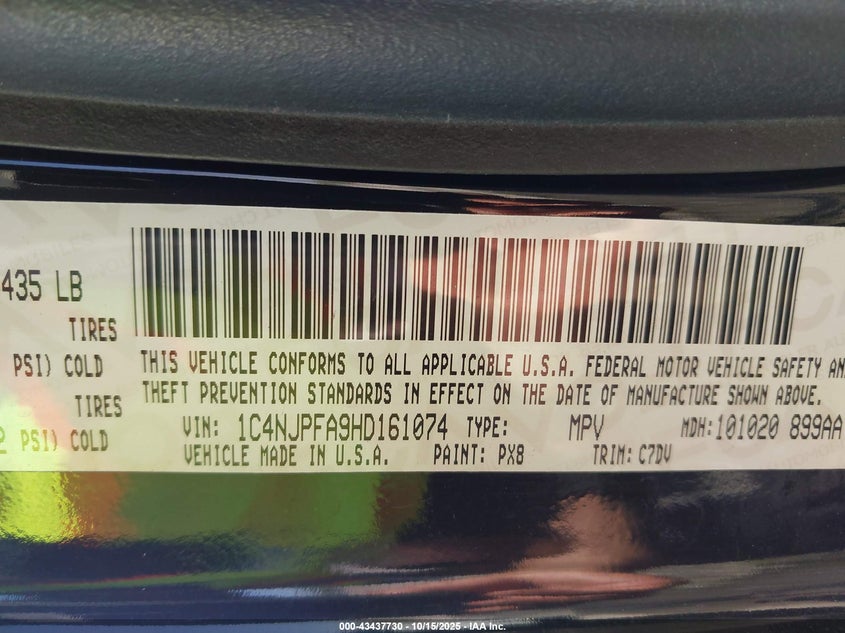 435 LB
TIRES
PSI) COLD
TIRES
PSI) COLD
THIS VEHICLE CONFORMS TO ALL APPLICABLE U.S.A. FEDERAL MOTOR VEHICLE SAFETY AN
THEFT PREVENTION STANDARDS IN EFFECT ON THE DATE OF MANUFACTURE SHOWN ABOVE.
VIN: 1C4NJPFA9HD161074 TYPE: MPV MDH: 101020 899AA
VEHICLE MADE IN U.S.A. PAINT: PX8 TRIM: C7DV
000-43437730 - 10/15/2025 - IAA Inc.